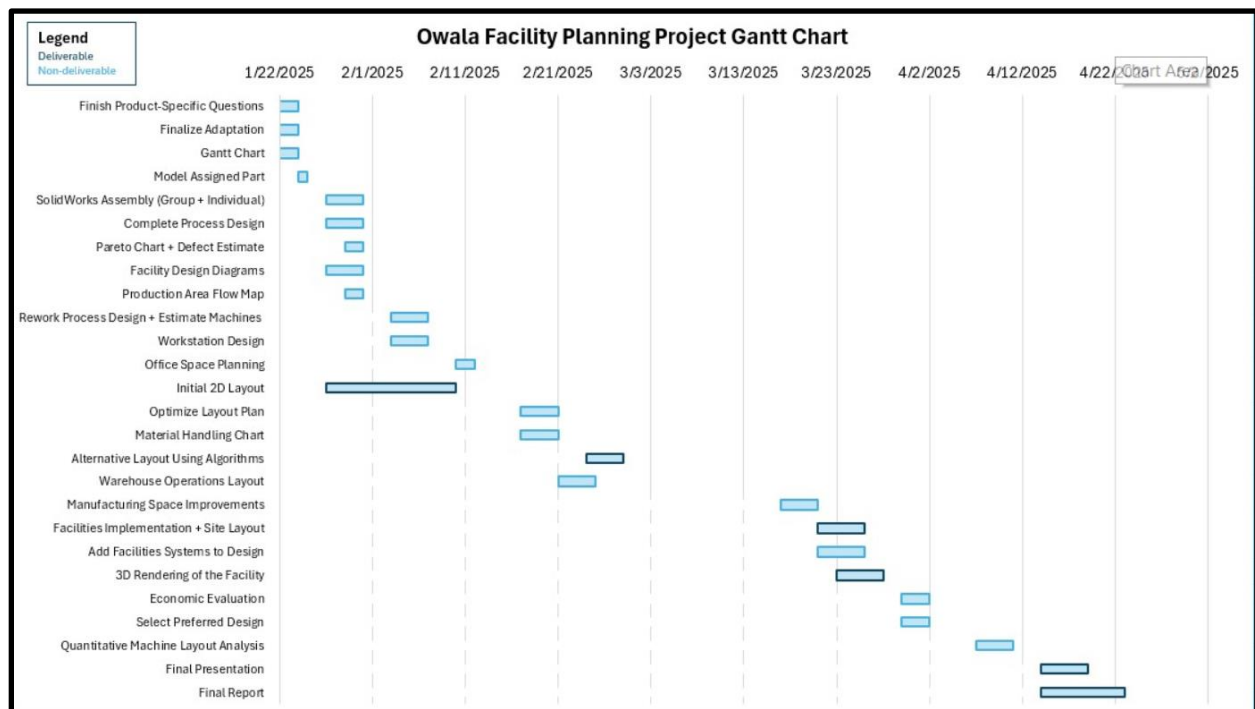 Owala Facility Planning Project Gantt Chart
Legend
Deliverable
Non-deliverable
1/22/2025 2/1/2025 2/11/2025 2/21/2025 3/3/2025 3/13/2025 3/23/2025 4/2/2025 4/12/2025 4/22/2025 5/2/2025
Chart Area
Finish Product-Specific Questions
Finalize Adaptation
Gantt Chart
Model Assigned Part
SolidWorks Assembly (Group + Individual)
Complete Process Design
Pareto Chart + Defect Estimate
Facility Design Diagrams
Production Area Flow Map
Rework Process Design + Estimate Machines
Workstation Design
Office Space Planning
Initial 2D Layout
Optimize Layout Plan
Material Handling Chart
Alternative Layout Using Algorithms
Warehouse Operations Layout
Manufacturing Space Improvements
Facilities Implementation + Site Layout
Add Facilities Systems to Design
3D Rendering of the Facility
Economic Evaluation
Select Preferred Design
Quantitative Machine Layout Analysis
Final Presentation
Final Report